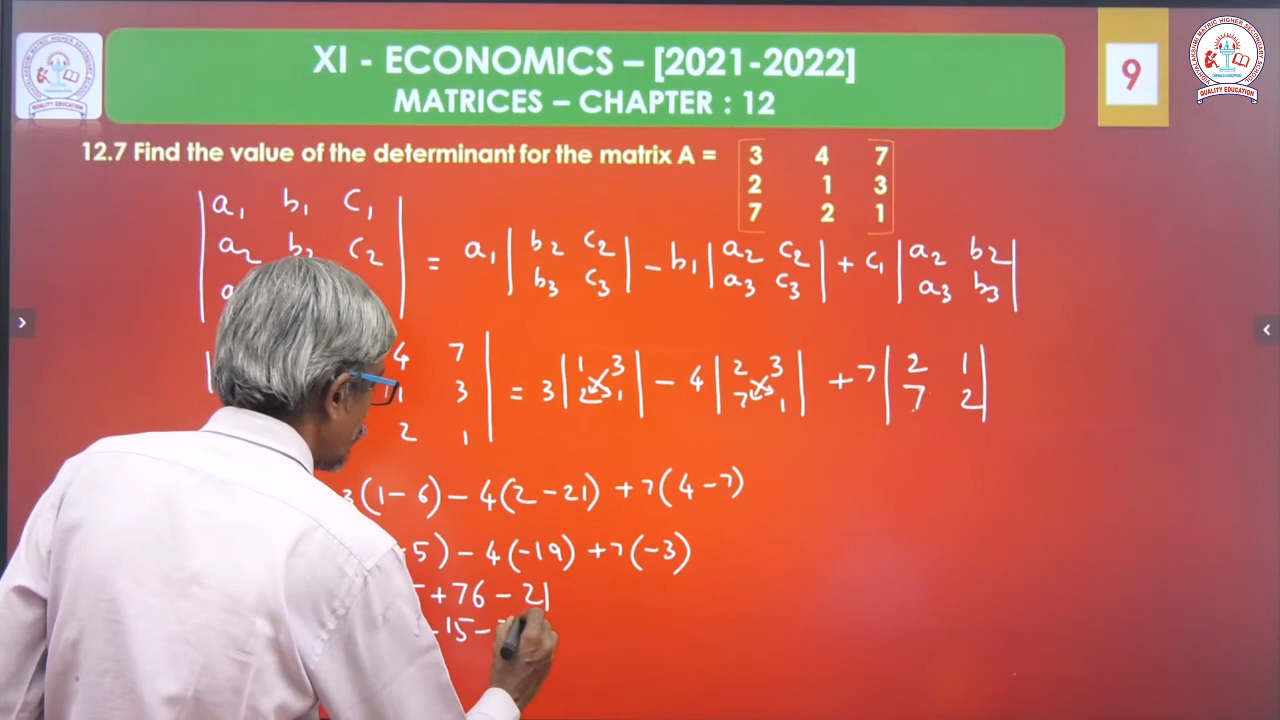 XI - ECONOMICS – [2021-2022]
MATRICES – CHAPTER : 12
9
QUALITY EDUCATION
QUALITY EDUCATION
12.7 Find the value of the determinant for the matrix A =
3 4 7
2 1 3
7 2 1
a₁ b₁ c₁
a₂ b₂ c₂
= a₁ | b₂ c₂ | - b₁ | a₂ c₂ | + c₁ | a₂ b₂ |
b₃ c₃ a₃ c₃ a₃ b₃
4 7
1 3
2 1
= 3 | 1 3 | - 4 | 2 3 | + 7 | 2 1 |
2 1 7 1 7 2
3(1-6) - 4(2-21) + 7(4-7)
5) - 4(-19) + 7(-3)
+ 76 - 21
-15-